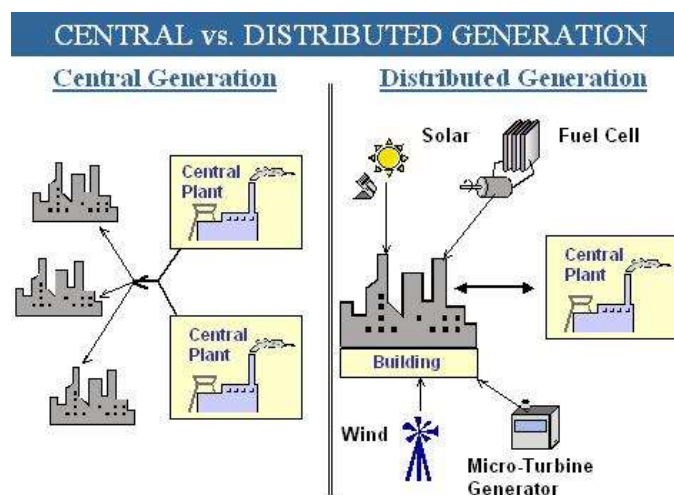 CENTRAL vs. DISTRIBUTED GENERATION
Central Generation
Central
Plant
Central
Plant
Distributed Generation
Solar
Fuel Cell
Central
Plant
Building
Wind
Micro-Turbine
Generator